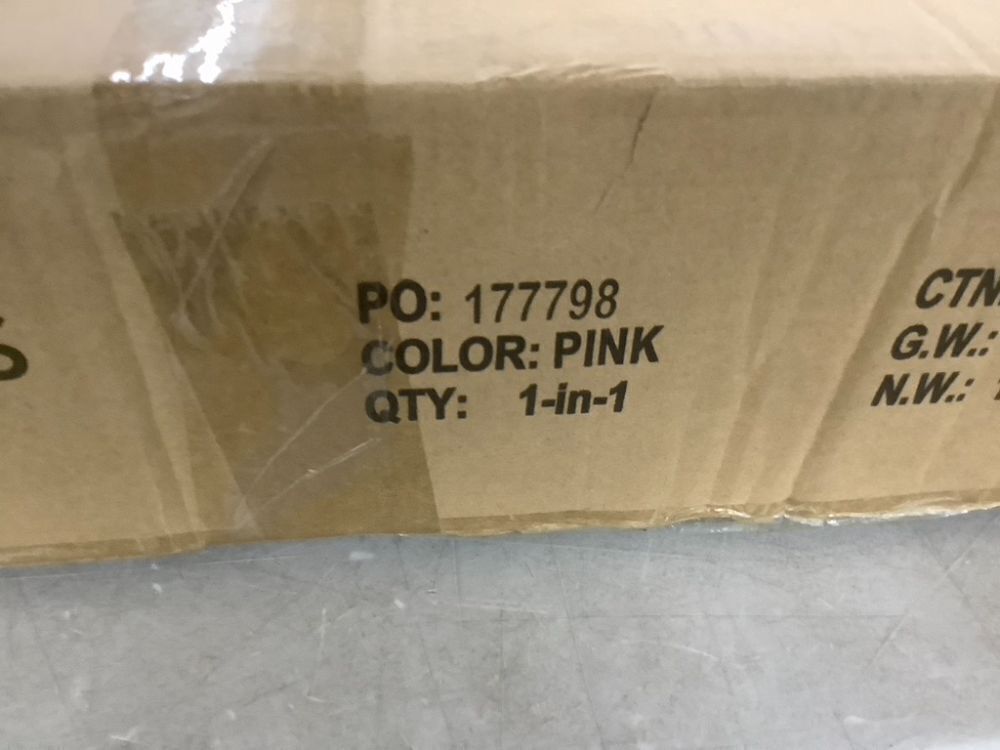 PO: 177798
COLOR: PINK
QTY: 1-in-1
G.W.:
N.W.: